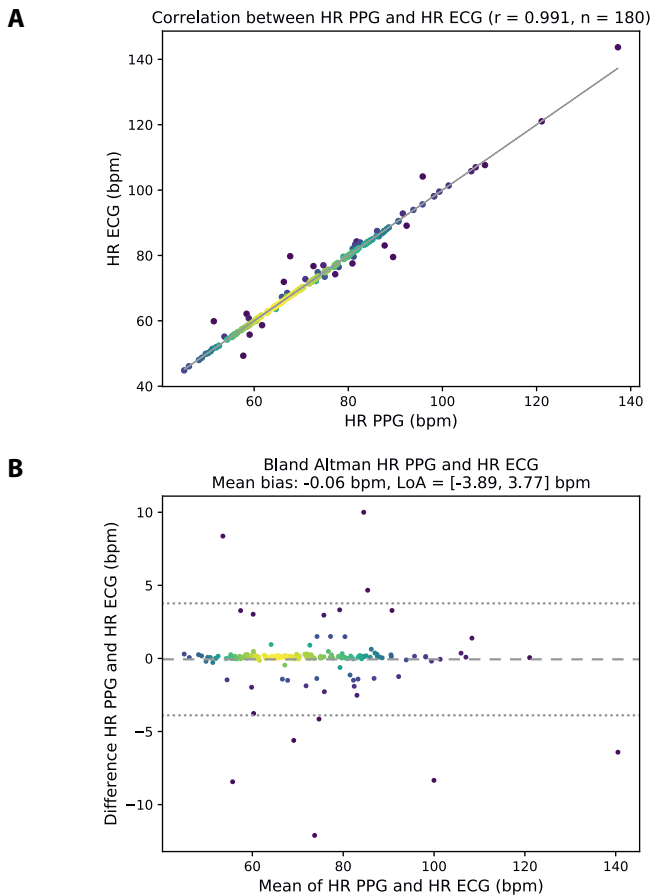 A
Correlation between HR PPG and HR ECG (r = 0.991, n = 180)
HR ECG (bpm)
140
120
100
80
60
40
60
80
100
120
140
HR PPG (bpm)
B
Bland Altman HR PPG and HR ECG
Mean bias: -0.06 bpm, LoA = [-3.89, 3.77] bpm
Difference HR PPG and HR ECG (bpm)
10
5
0
−5
−10
60
80
100
120
140
Mean of HR PPG and HR ECG (bpm)